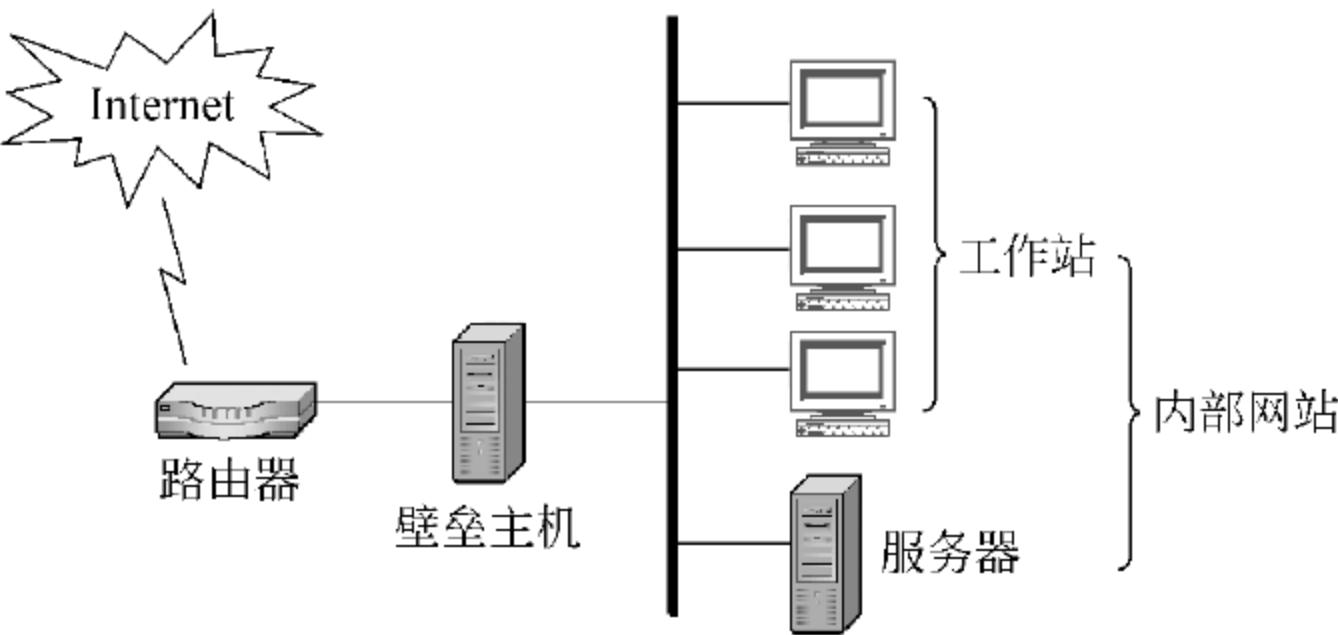 Internet
工作站
内部网站
路由器
壁垒主机
服务器